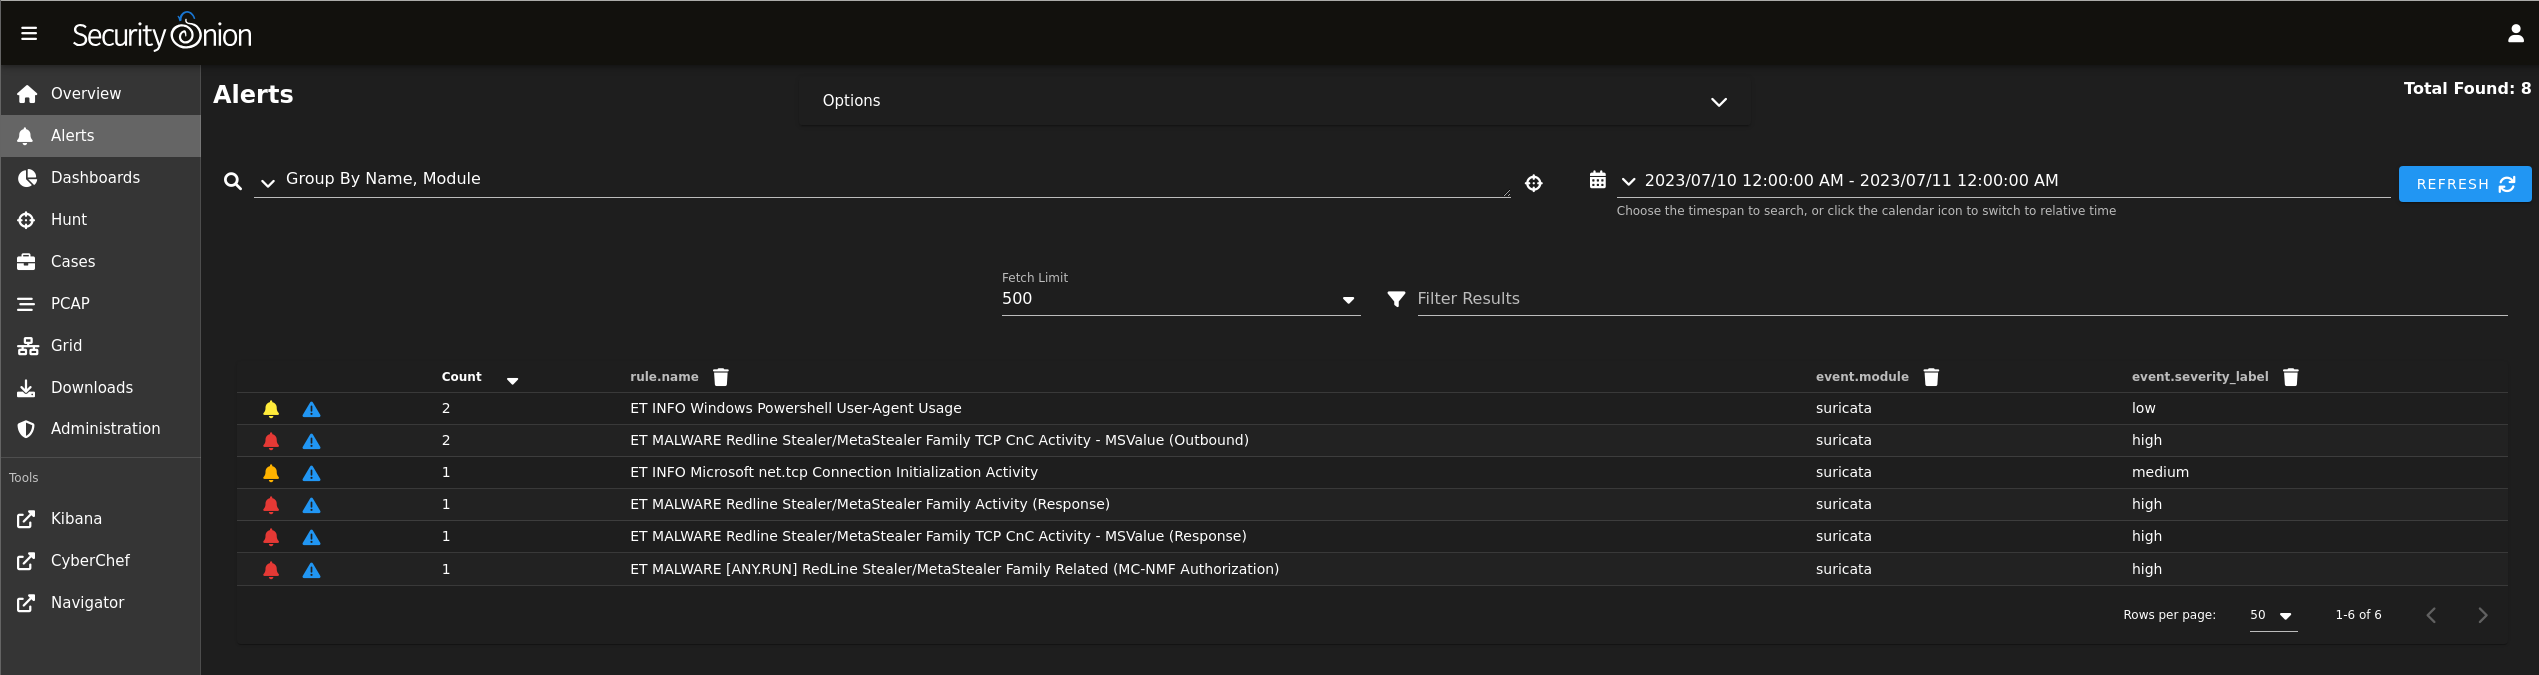 Security Onion
Overview
Alerts
Dashboards
Hunt
Cases
PCAP
Grid
Downloads
Administration
Tools
Kibana
CyberChef
Navigator
Alerts
Options
Total Found: 8
Group By Name, Module
2023/07/10 12:00:00 AM - 2023/07/11 12:00:00 AM
REFRESH
Choose the timespan to search, or click the calendar icon to switch to relative time
Fetch Limit
500
Filter Results
Count rule.name event.module event.severity_label
2 ET INFO Windows Powershell User-Agent Usage suricata low
2 ET MALWARE Redline Stealer/MetaStealer Family TCP CnC Activity - MSValue (Outbound) suricata high
1 ET INFO Microsoft net.tcp Connection Initialization Activity suricata medium
1 ET MALWARE Redline Stealer/MetaStealer Family Activity (Response) suricata high
1 ET MALWARE Redline Stealer/MetaStealer Family TCP CnC Activity - MSValue (Response) suricata high
1 ET MALWARE [ANY.RUN] RedLine Stealer/MetaStealer Family Related (MC-NMF Authorization) suricata high
Rows per page: 50 1-6 of 6